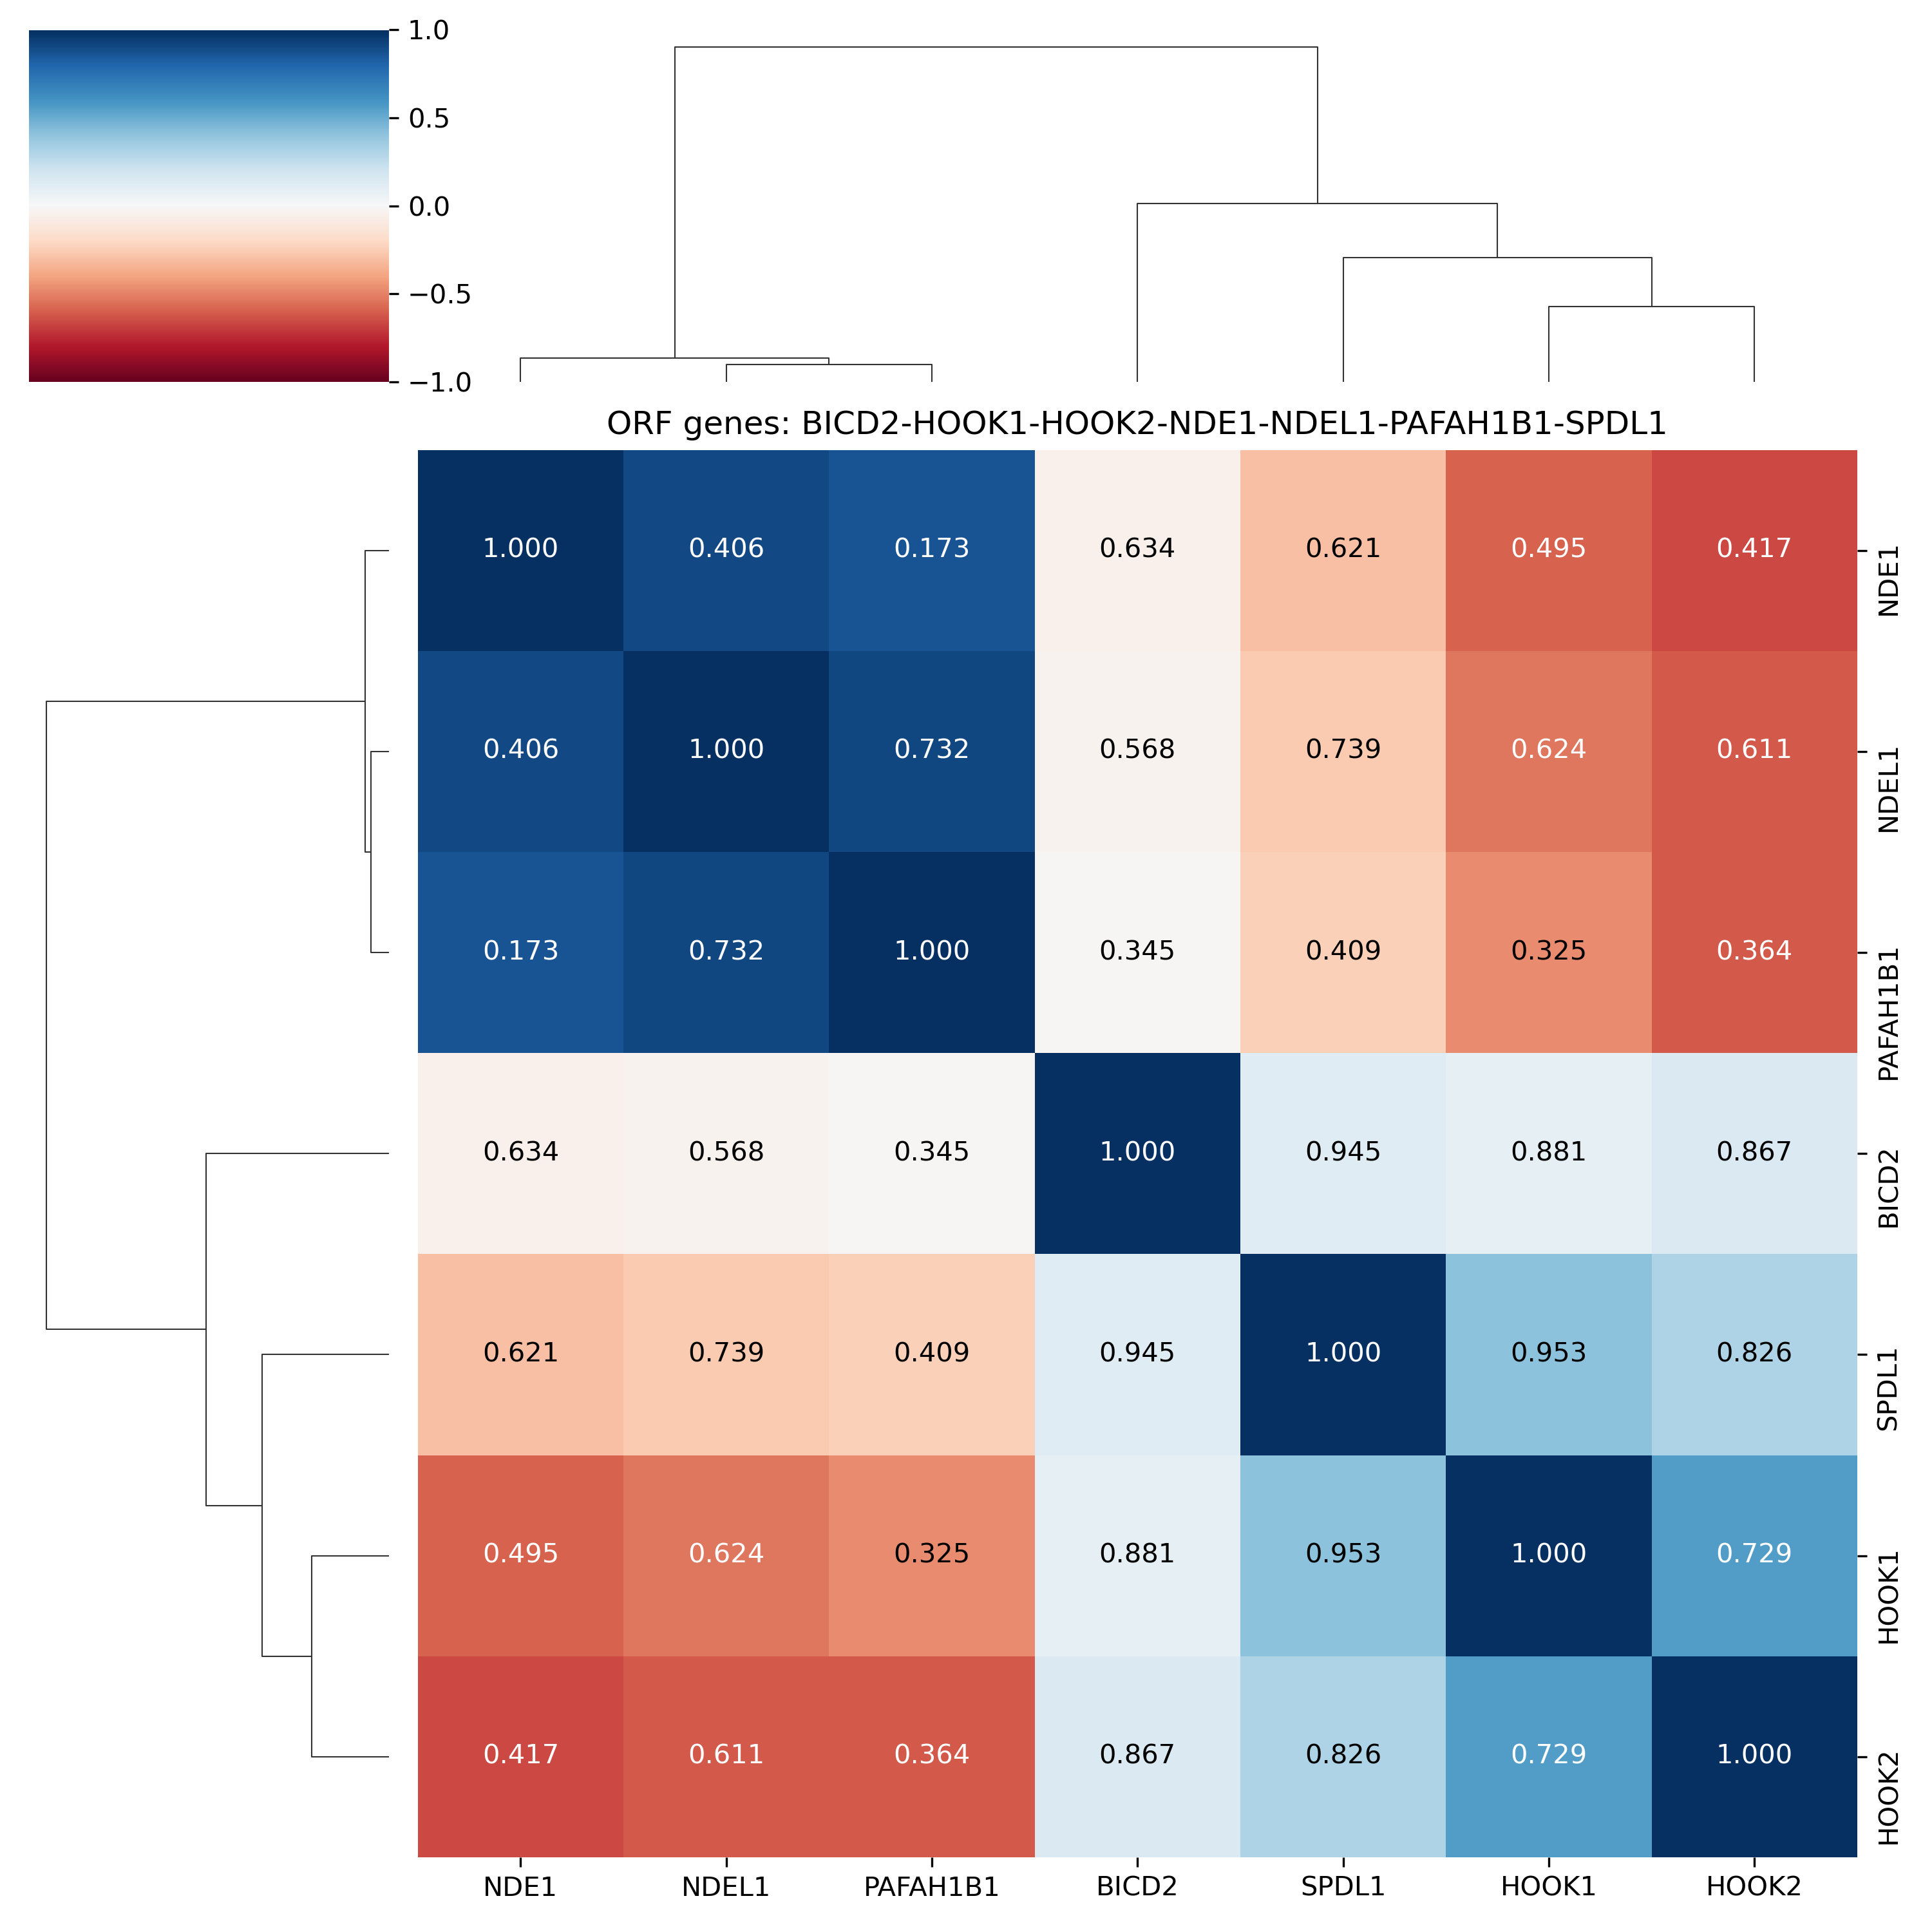 1.0
0.5
0.0
−0.5
−1.0
ORF genes: BICD2-HOOK1-HOOK2-NDE1-NDEL1-PAFAH1B1-SPDL1
1.000 0.406 0.173 0.634 0.621 0.495 0.417 NDE1
0.406 1.000 0.732 0.568 0.739 0.624 0.611 NDEL1
0.173 0.732 1.000 0.345 0.409 0.325 0.364 PAFAH1B1
0.634 0.568 0.345 1.000 0.945 0.881 0.867 BICD2
0.621 0.739 0.409 0.945 1.000 0.953 0.826 SPDL1
0.495 0.624 0.325 0.881 0.953 1.000 0.729 HOOK1
0.417 0.611 0.364 0.867 0.826 0.729 1.000 HOOK2
NDE1 NDEL1 PAFAH1B1 BICD2 SPDL1 HOOK1 HOOK2